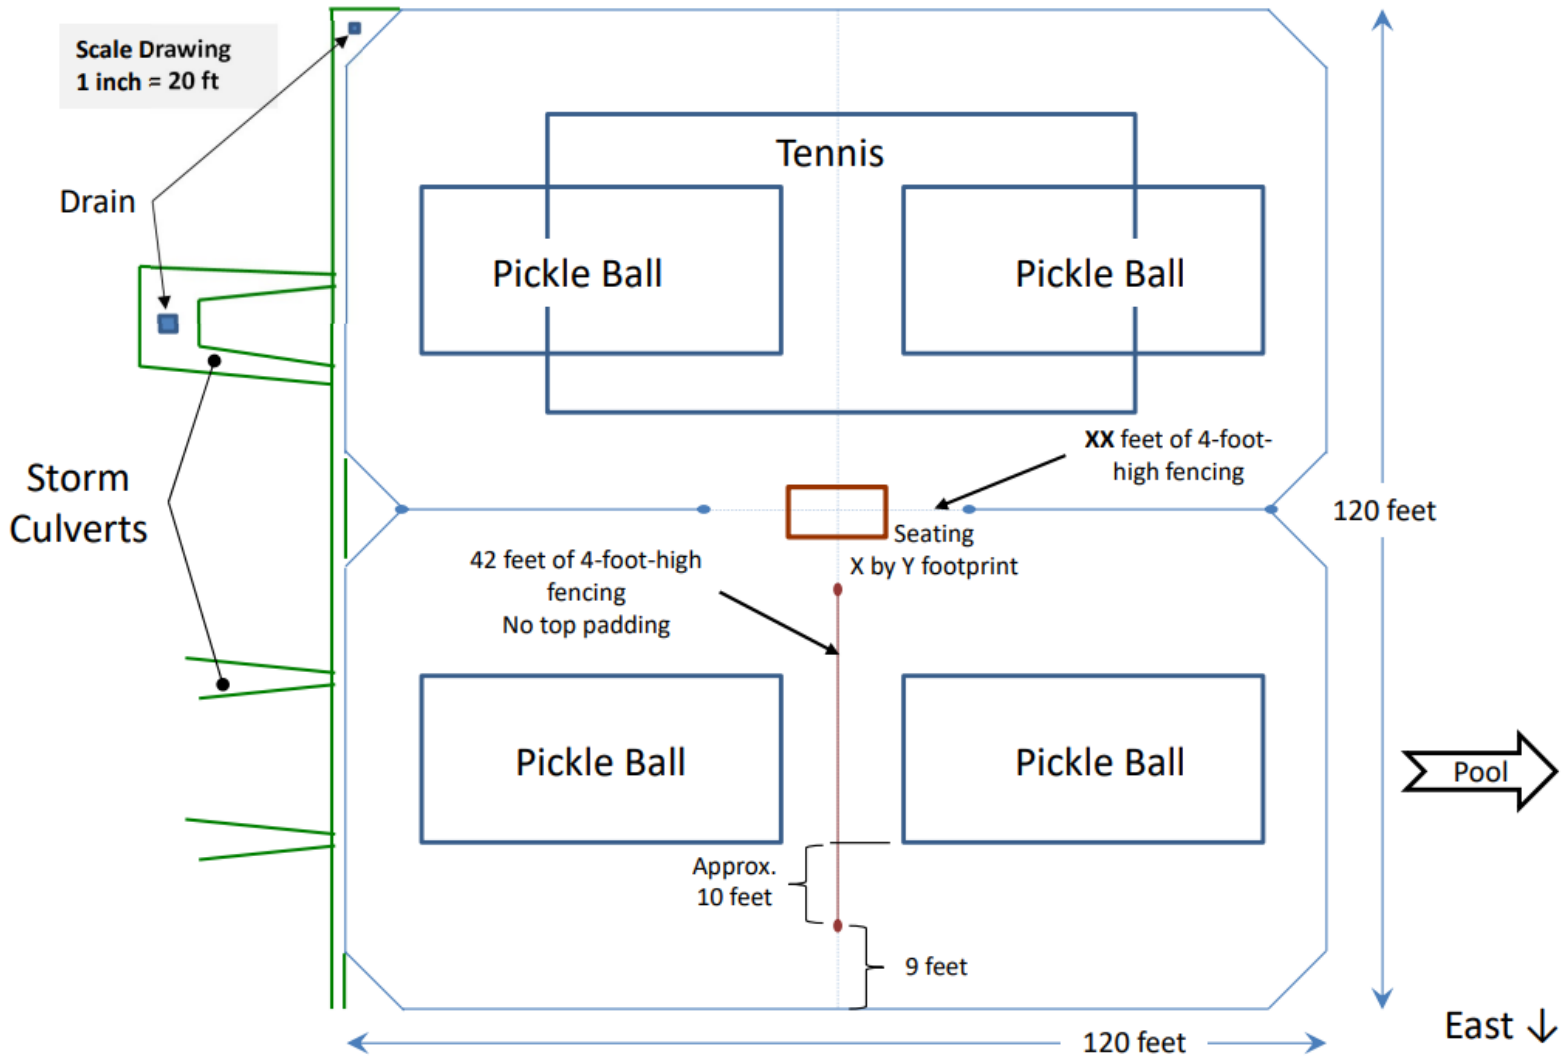 Scale Drawing
1 inch = 20 ft
Drain
Tennis
Pickle Ball
Pickle Ball
XX feet of 4-foot-
high fencing
Storm
Culverts
120 feet
Seating
X by Y footprint
42 feet of 4-foot-high
fencing
No top padding
Pickle Ball
Pickle Ball
Pool
Approx.
10 feet
9 feet
East ↓
120 feet